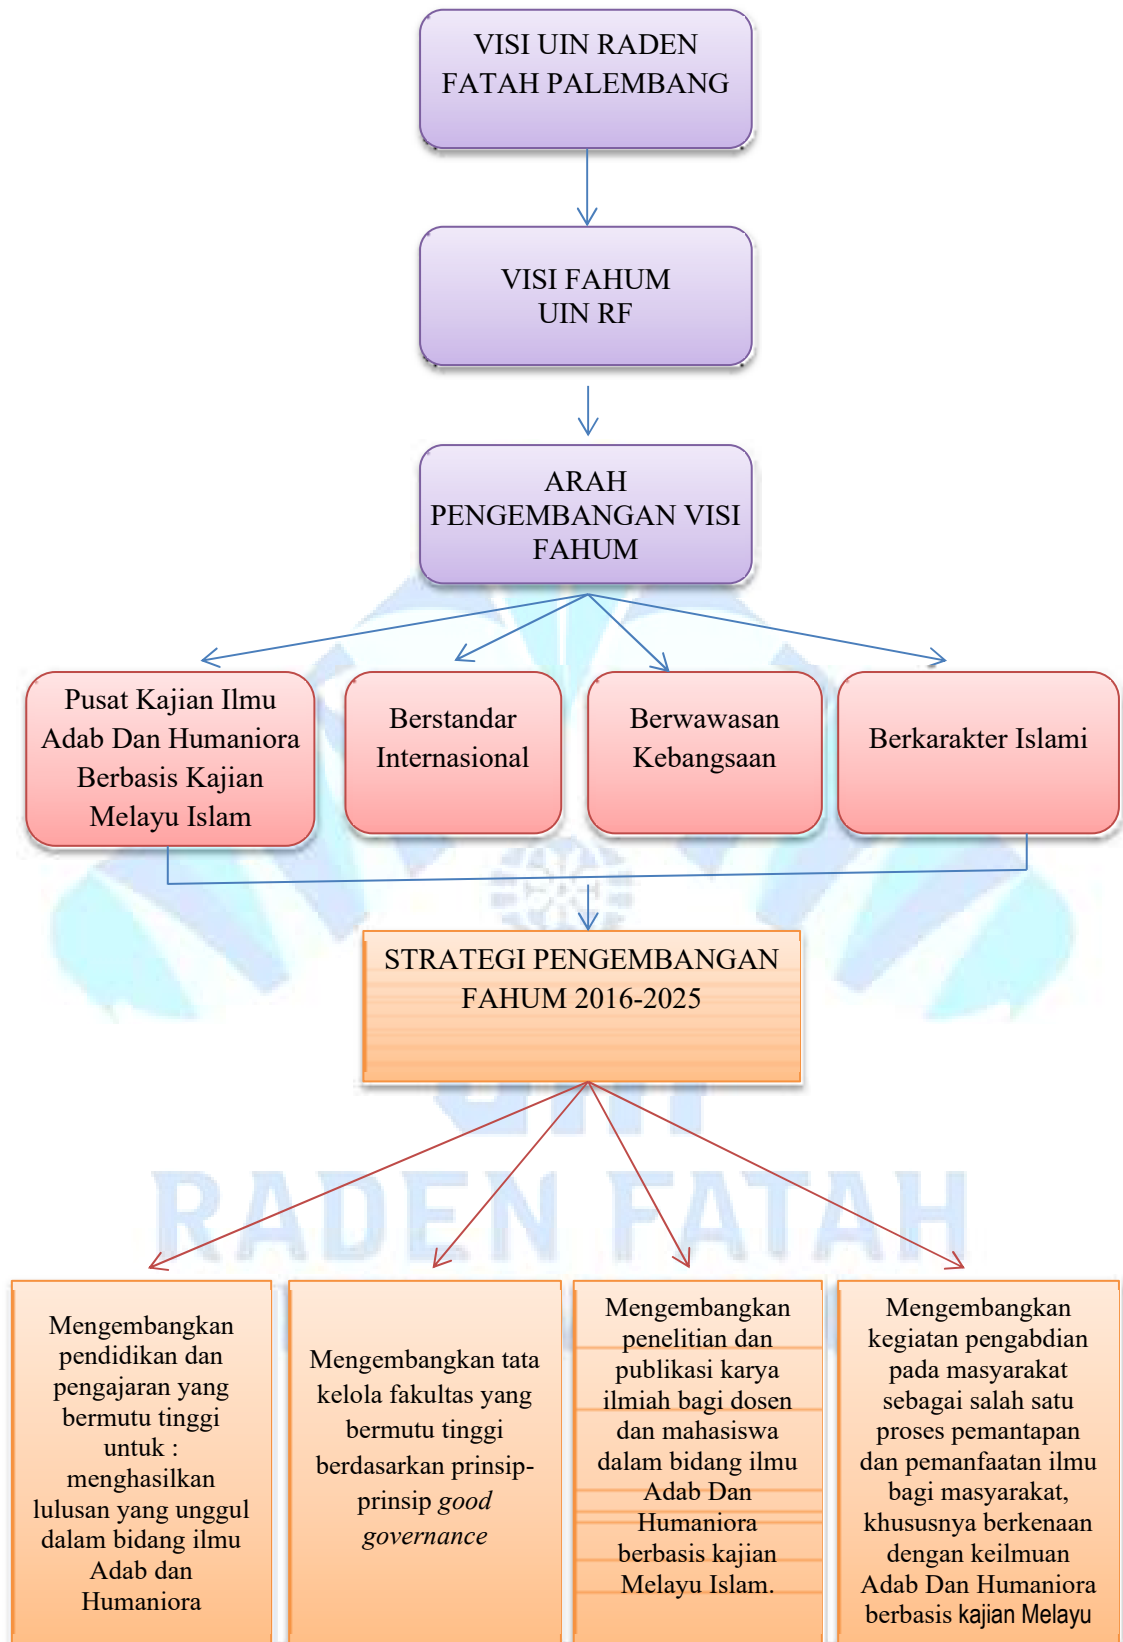 VISI UIN RADEN
FATAH PALEMBANG
VISI FAHUM
UIN RF
ARAH
PENGEMBANGAN VISI
FAHUM
Pusat Kajian Ilmu
Adab Dan Humaniora
Berbasis Kajian
Melayu Islam
Berstandar
Internasional
Berwawasan
Kebangsaan
Berkarakter Islami
STRATEGI PENGEMBANGAN
FAHUM 2016-2025
RADEN FATAH
Mengembangkan
pendidikan dan
pengajaran yang
bermutu tinggi
untuk :
menghasilkan
lulusan yang unggul
dalam bidang ilmu
Adab dan
Humaniora
Mengembangkan tata
kelola fakultas yang
bermutu tinggi
berdasarkan prinsip-
prinsip good
governance
Mengembangkan
penelitian dan
publikasi karya
ilmiah bagi dosen
dan mahasiswa
dalam bidang ilmu
Adab Dan
Humaniora
berbasis kajian
Melayu Islam.
Mengembangkan
kegiatan pengabdian
pada masyarakat
sebagai salah satu
proses pemantapan
dan pemanfaatan ilmu
bagi masyarakat,
khususnya berkenaan
dengan keilmuan
Adab Dan Humaniora
berbasis kajian Melayu